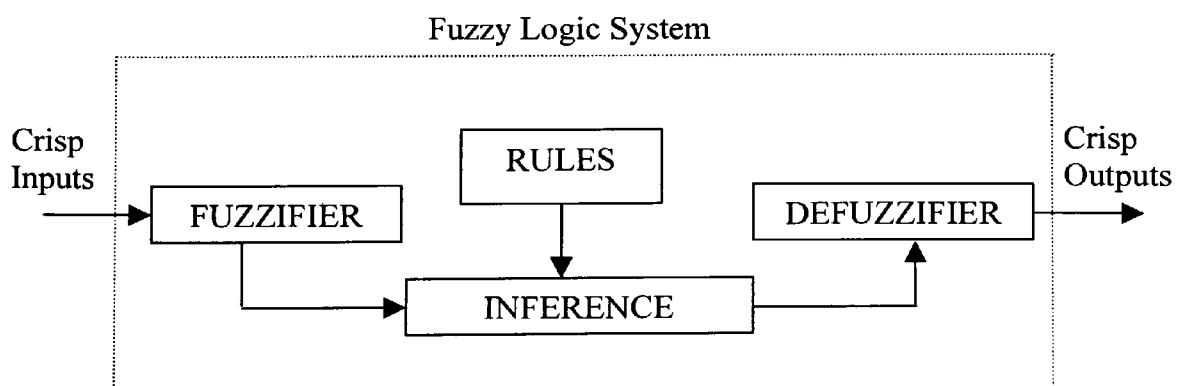 Fuzzy Logic System
Crisp
Inputs
RULES
Crisp
Outputs
FUZZIFIER
DEFUZZIFIER
INFERENCE